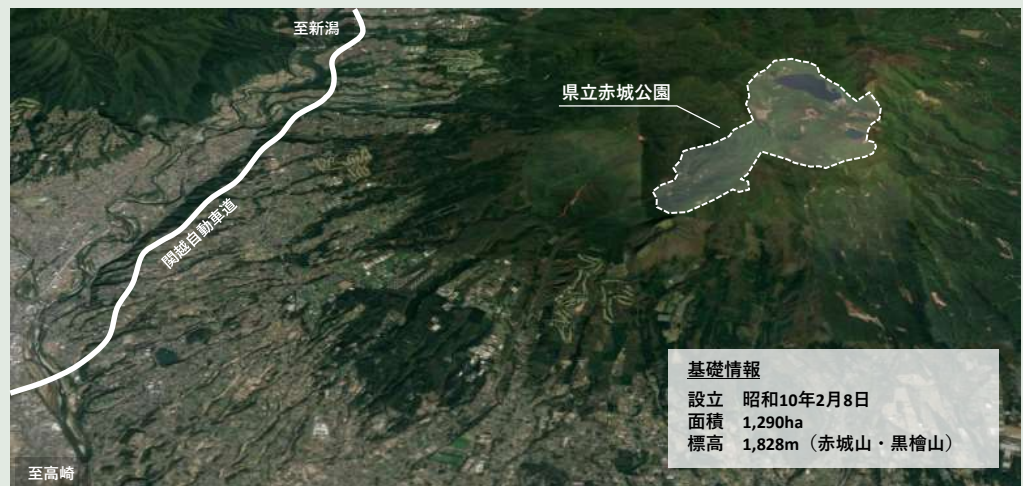 至新潟
県立赤城公園
関越自動車道
基礎情報
設立 昭和10年2月8日
面積 1,290ha
標高 1,828m（赤城山・黒檜山）
至高崎